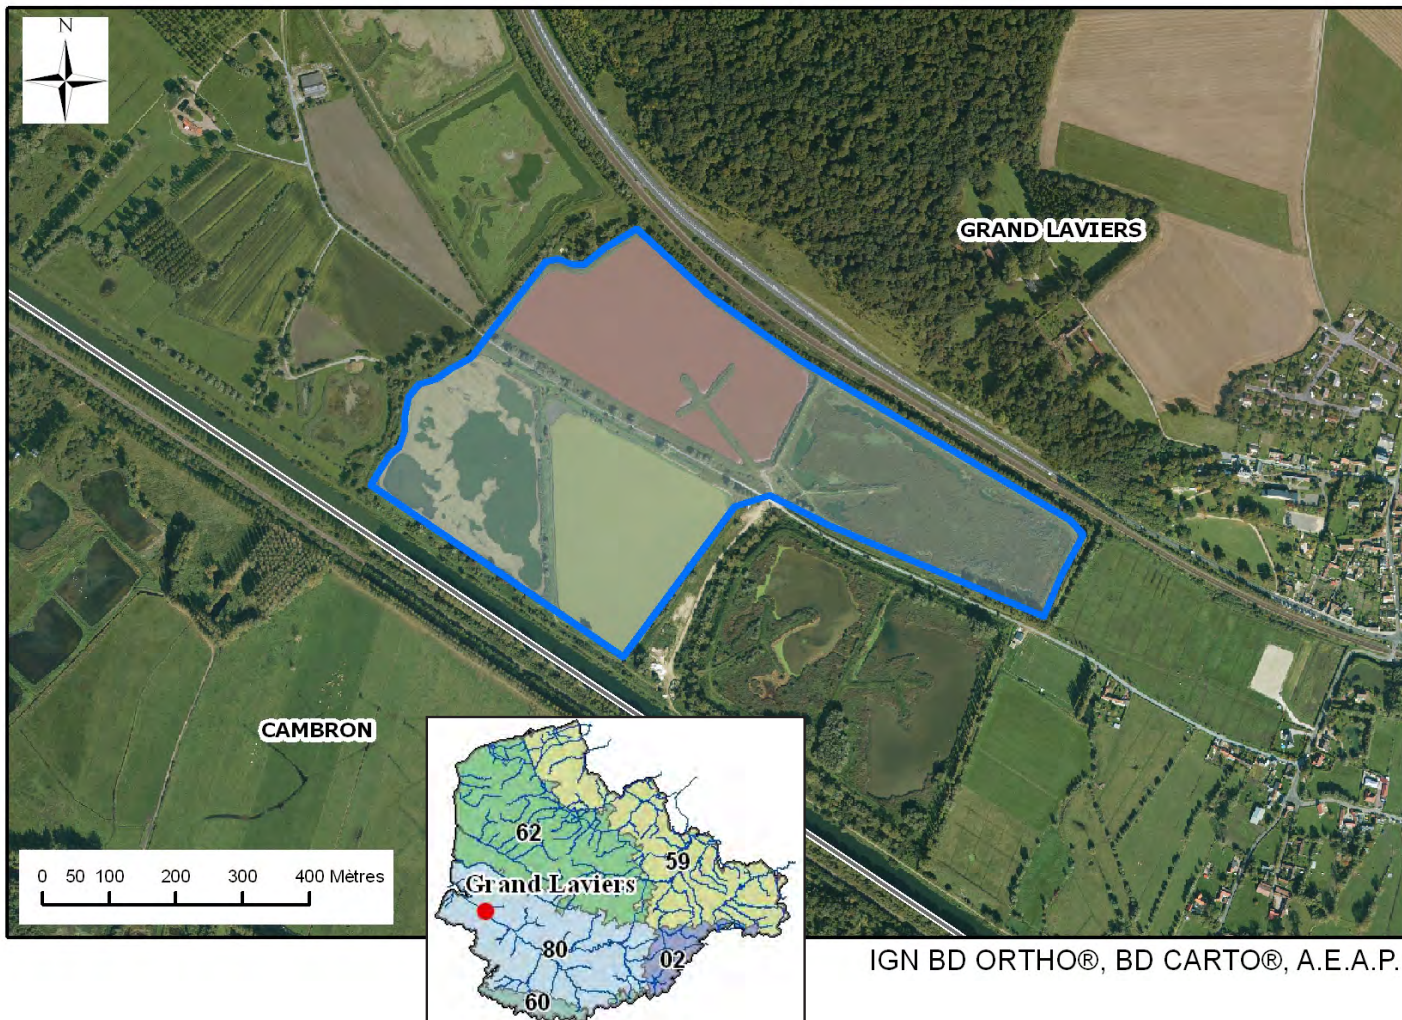 N
GRAND LAVIERS
CAMBRON
0 50 100 200 300 400 Mètres
62
59
Grand Laviers
80
02
60
IGN BD ORTHO®, BD CARTO®, A.E.A.P.